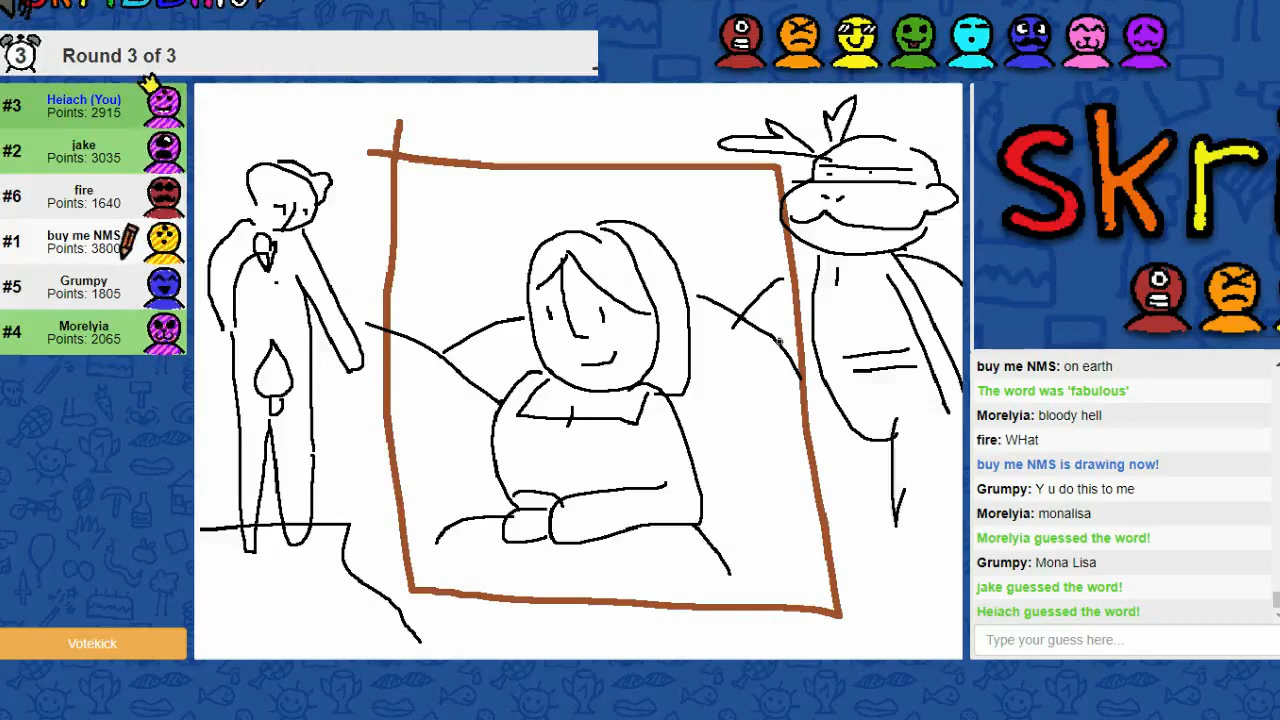 3
Round 3 of 3
#3
Heiach (You)
Points: 2915
#2
jake
Points: 3035
#6
fire
Points: 1640
#1
buy me NMS
Points: 3800
#5
Grumpy
Points: 1805
#4
Morelyia
Points: 2065
Votekick
skr
buy me NMS: on earth
The word was 'fabulous'
Morelyia: bloody hell
fire: WHat
buy me NMS is drawing now!
Grumpy: Y u do this to me
Morelyia: monalisa
Morelyia guessed the word!
Grumpy: Mona Lisa
jake guessed the word!
Heiach guessed the word!
Type your guess here...